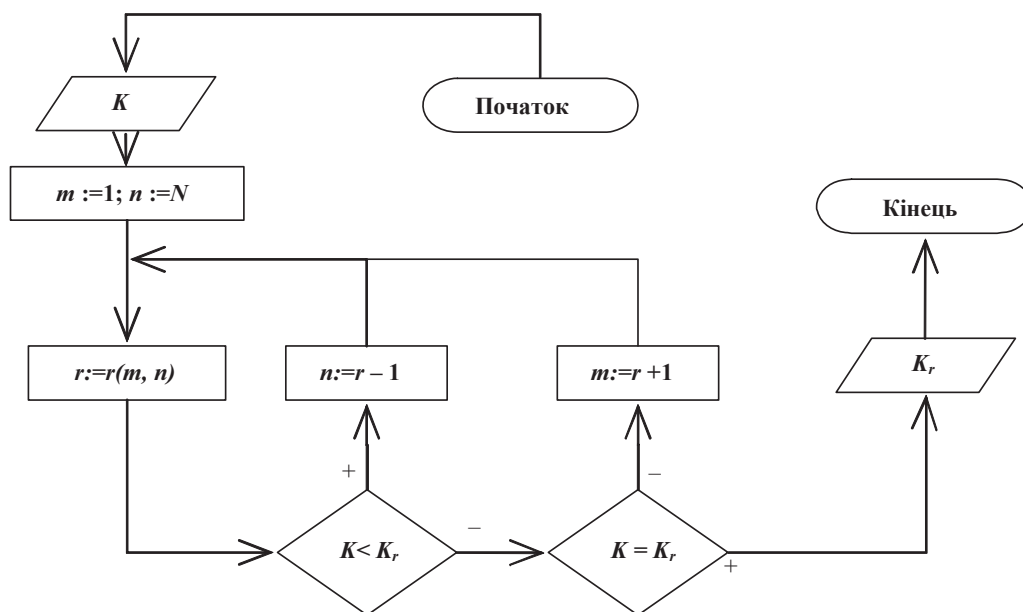 Початок
K
m :=1; n :=N
Кінець
r:=r(m, n)
n:=r – 1
m:=r +1
Kr
+
–
K< Kr
–
K = Kr
+